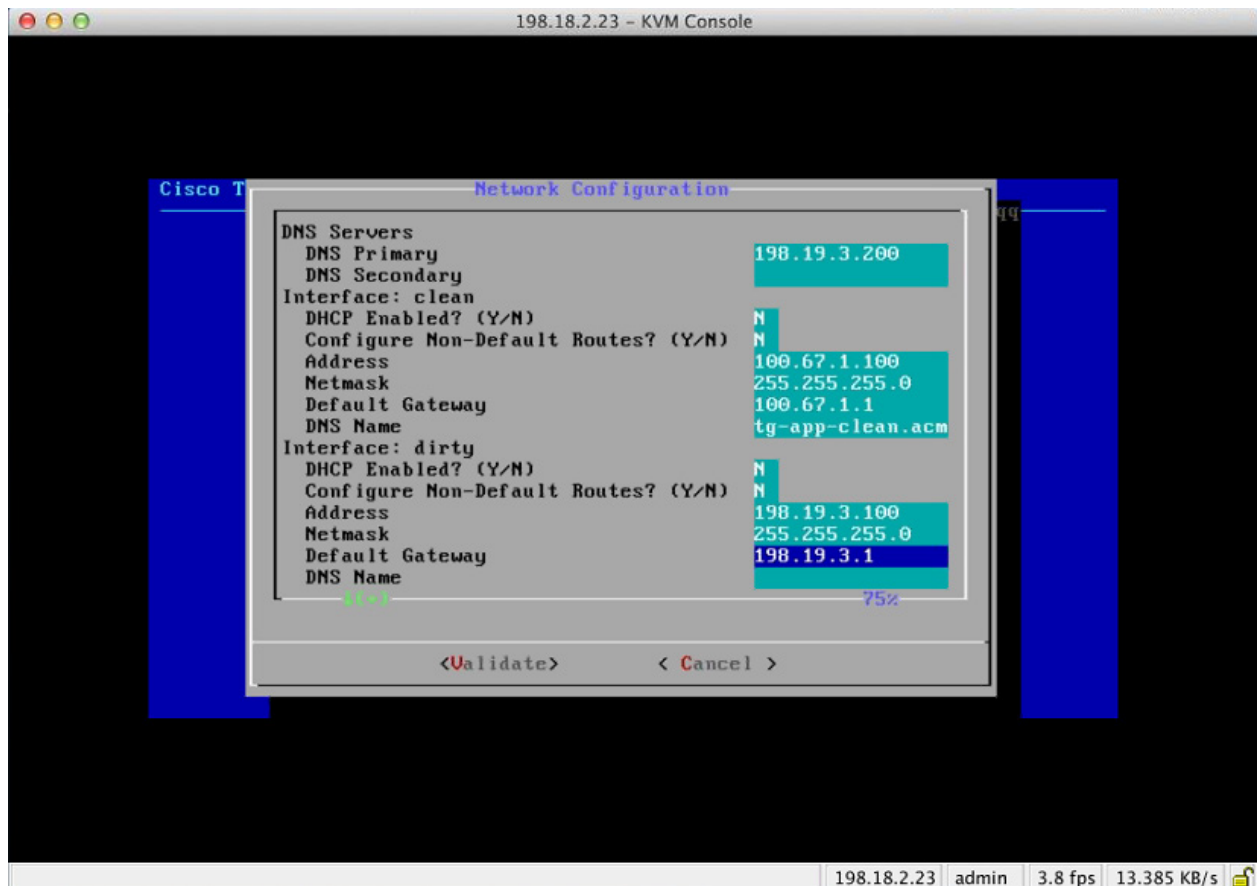 198.18.2.23 – KVM Console
Cisco T
Network Configuration
qq
DNS Servers
DNS Primary 198.19.3.200
DNS Secondary
Interface: clean
DHCP Enabled? (Y/N) N
Configure Non-Default Routes? (Y/N) N
Address 100.67.1.100
Netmask 255.255.255.0
Default Gateway 100.67.1.1
DNS Name tg-app-clean.acm
Interface: dirty
DHCP Enabled? (Y/N) N
Configure Non-Default Routes? (Y/N) N
Address 198.19.3.100
Netmask 255.255.255.0
Default Gateway 198.19.3.1
DNS Name
↓(+) 75%
<Validate> < Cancel >
198.18.2.23 admin 3.8 fps 13.385 KB/s